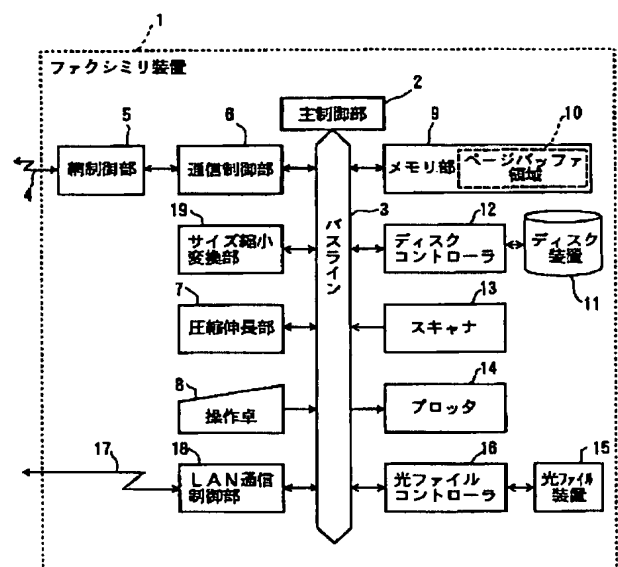 1
ファクシミリ装置
2
主制御部
5
網制御部
4
6
通信制御部
9
メモリ部
10
ページバッファ
領域
3
バスライン
19
サイズ縮小
変換部
12
ディスク
コントローラ
ディスク
装置
11
7
圧縮伸長部
13
スキャナ
8
操作卓
14
プロッタ
17
18
LAN通信
制御部
16
光ファイル
コントローラ
15
光ファイル
装置